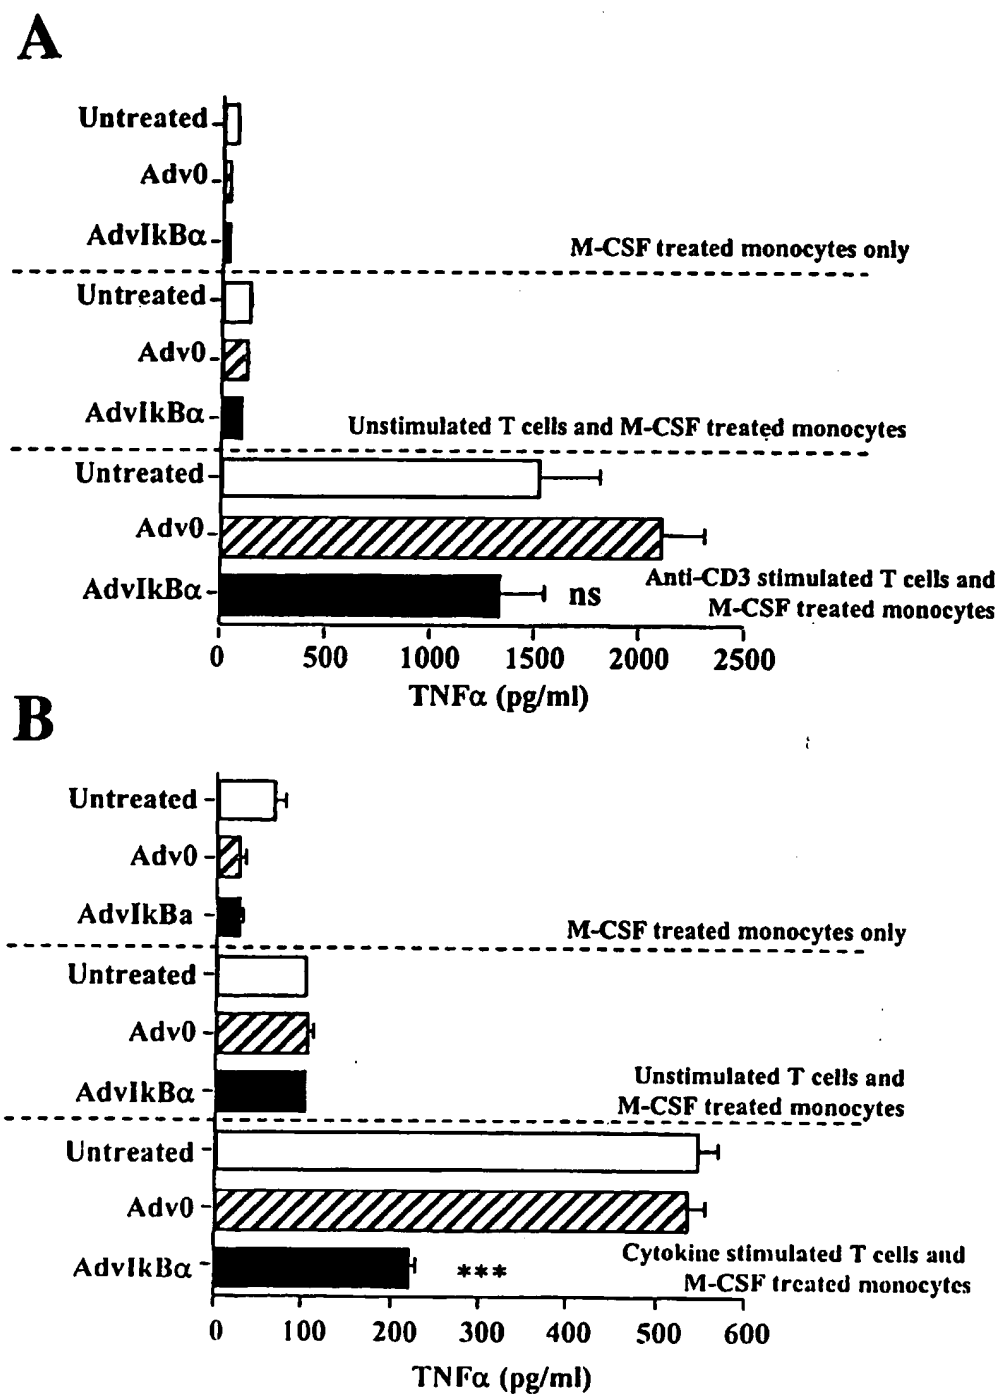 A
Untreated
Adv0
AdvIkBα
M-CSF treated monocytes only
Untreated
Adv0
AdvIkBα
Unstimulated T cells and M-CSF treated monocytes
Untreated
Adv0
AdvIkBα
ns
Anti-CD3 stimulated T cells and
M-CSF treated monocytes
0 500 1000 1500 2000 2500
TNFα (pg/ml)
B
Untreated
Adv0
AdvIkBa
M-CSF treated monocytes only
Untreated
Adv0
AdvIkBα
Unstimulated T cells and
M-CSF treated monocytes
Untreated
Adv0
AdvIkBα
***
Cytokine stimulated T cells and
M-CSF treated monocytes
0 100 200 300 400 500 600
TNFα (pg/ml)